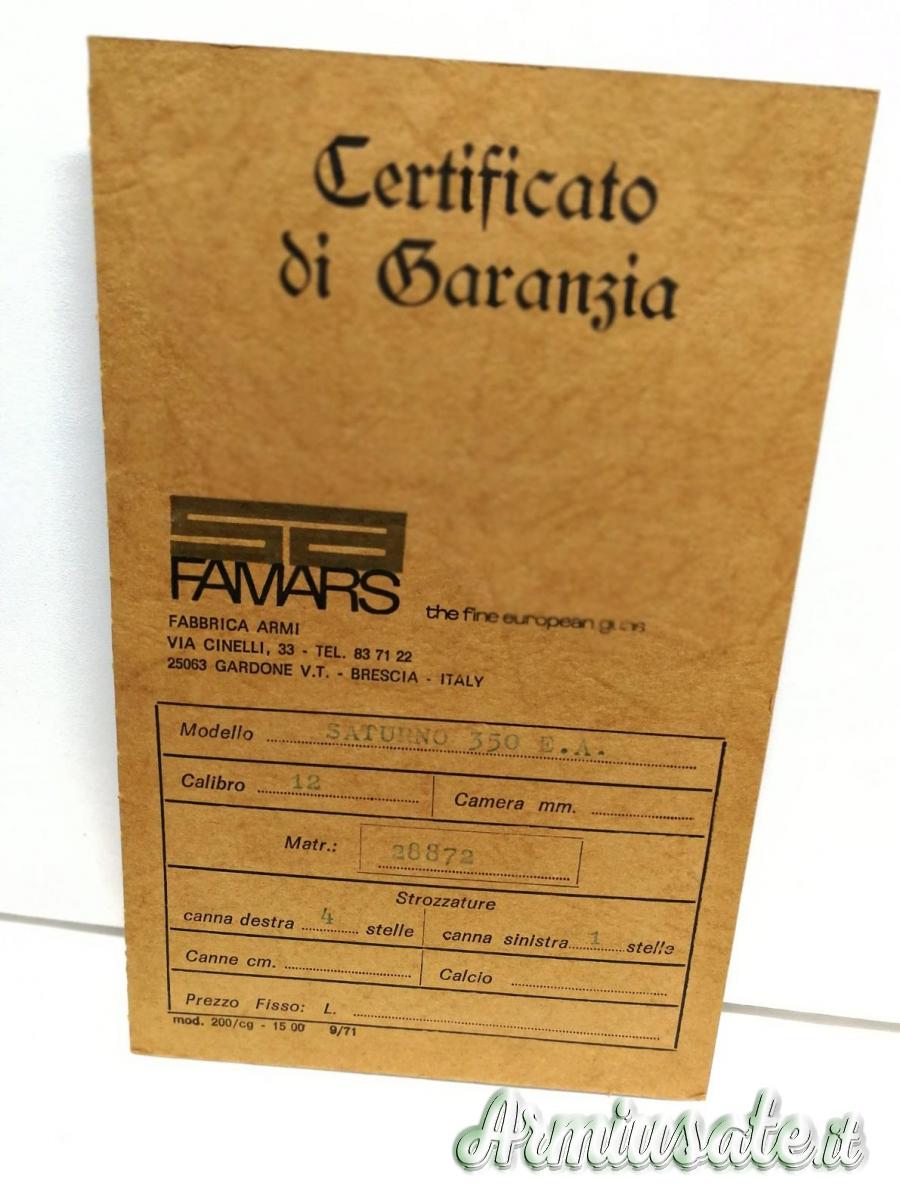 Certificato
di Garanzia
SA
FAMARS the fine european guns
FABBRICA ARMI
VIA CINELLI, 33 - TEL. 83 71 22
25063 GARDONE V.T. - BRESCIA - ITALY
Modello SATURNO 350 E.A.
Calibro 12 Camera mm.
Matr.: 28872
Strozzature
canna destra 4 stelle canna sinistra 1 stelle
Canne cm. Calcio
Prezzo Fisso: L.
mod. 200/cg - 15 00 9/71
Armiusate.it